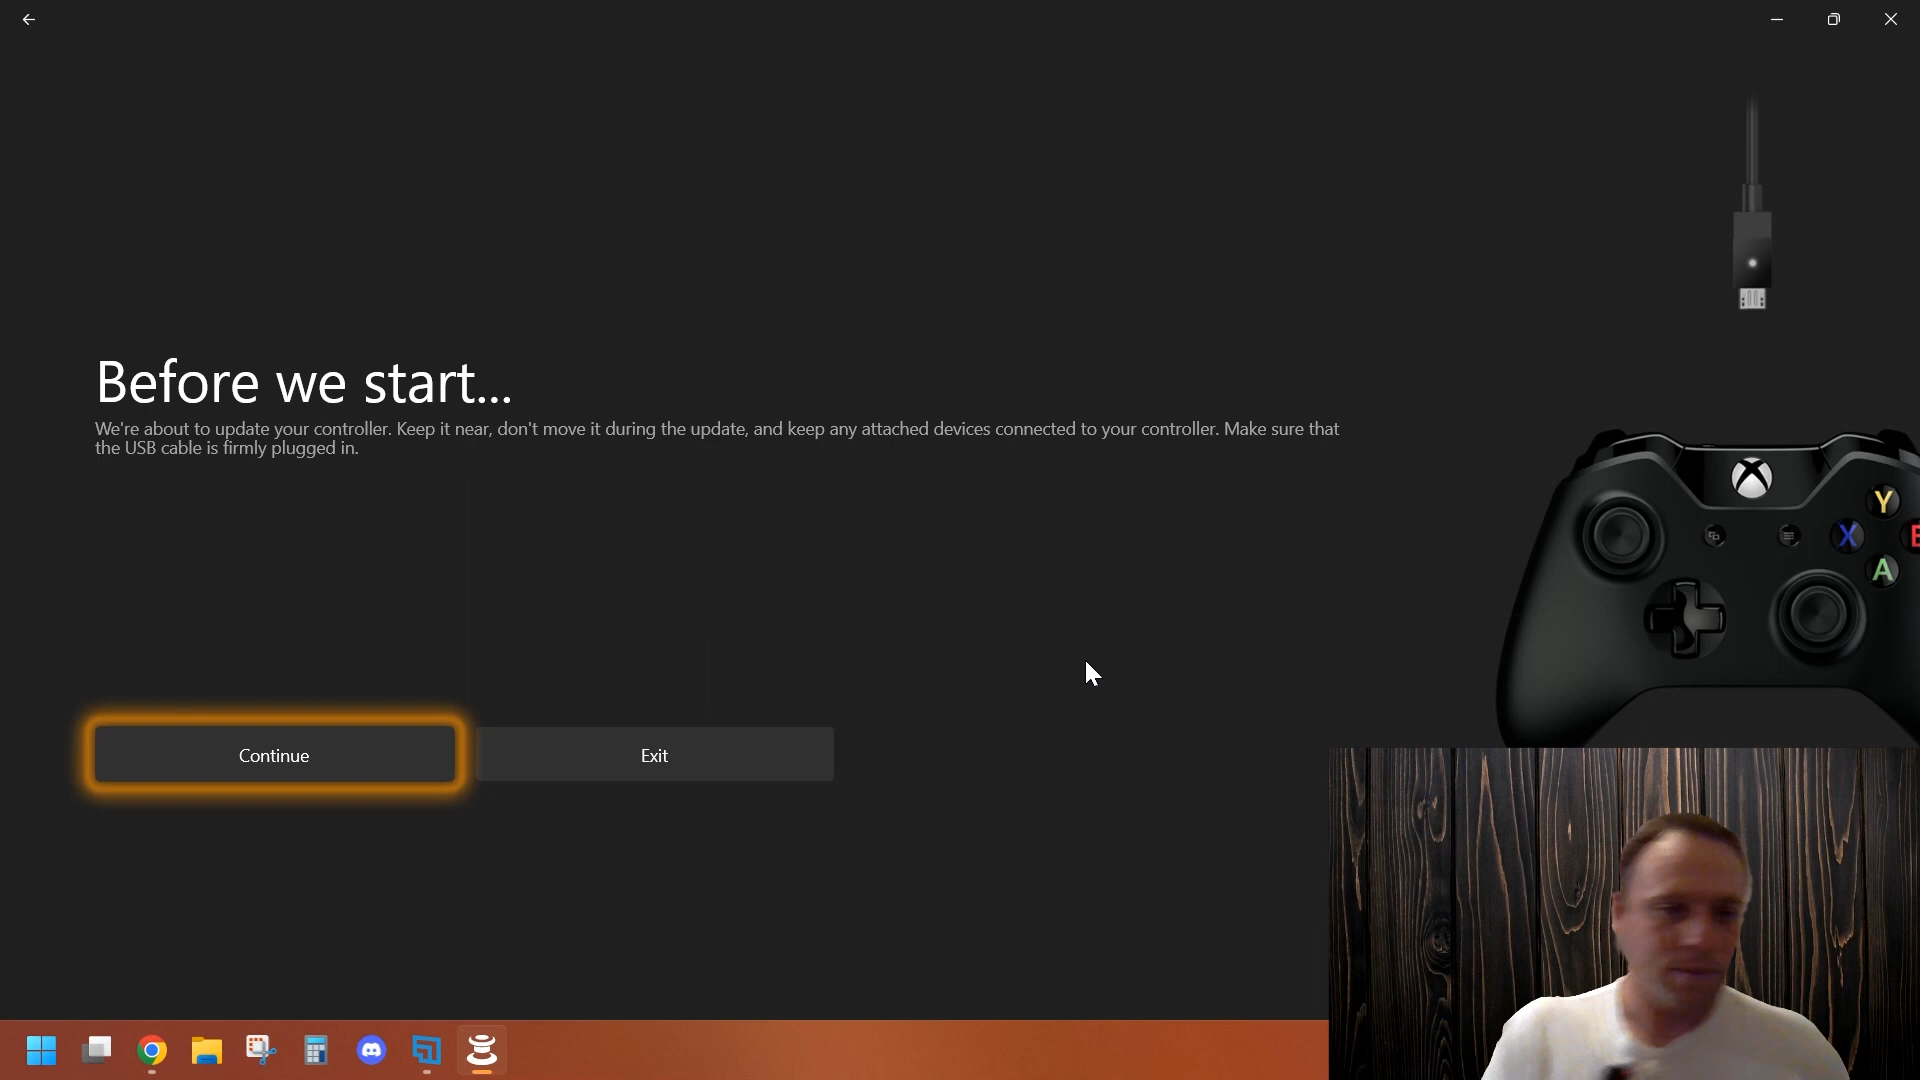 Before we start...
We're about to update your controller. Keep it near, don't move it during the update, and keep any attached devices connected to your controller. Make sure that
the USB cable is firmly plugged in.
Y
X
B
A
Continue
Exit